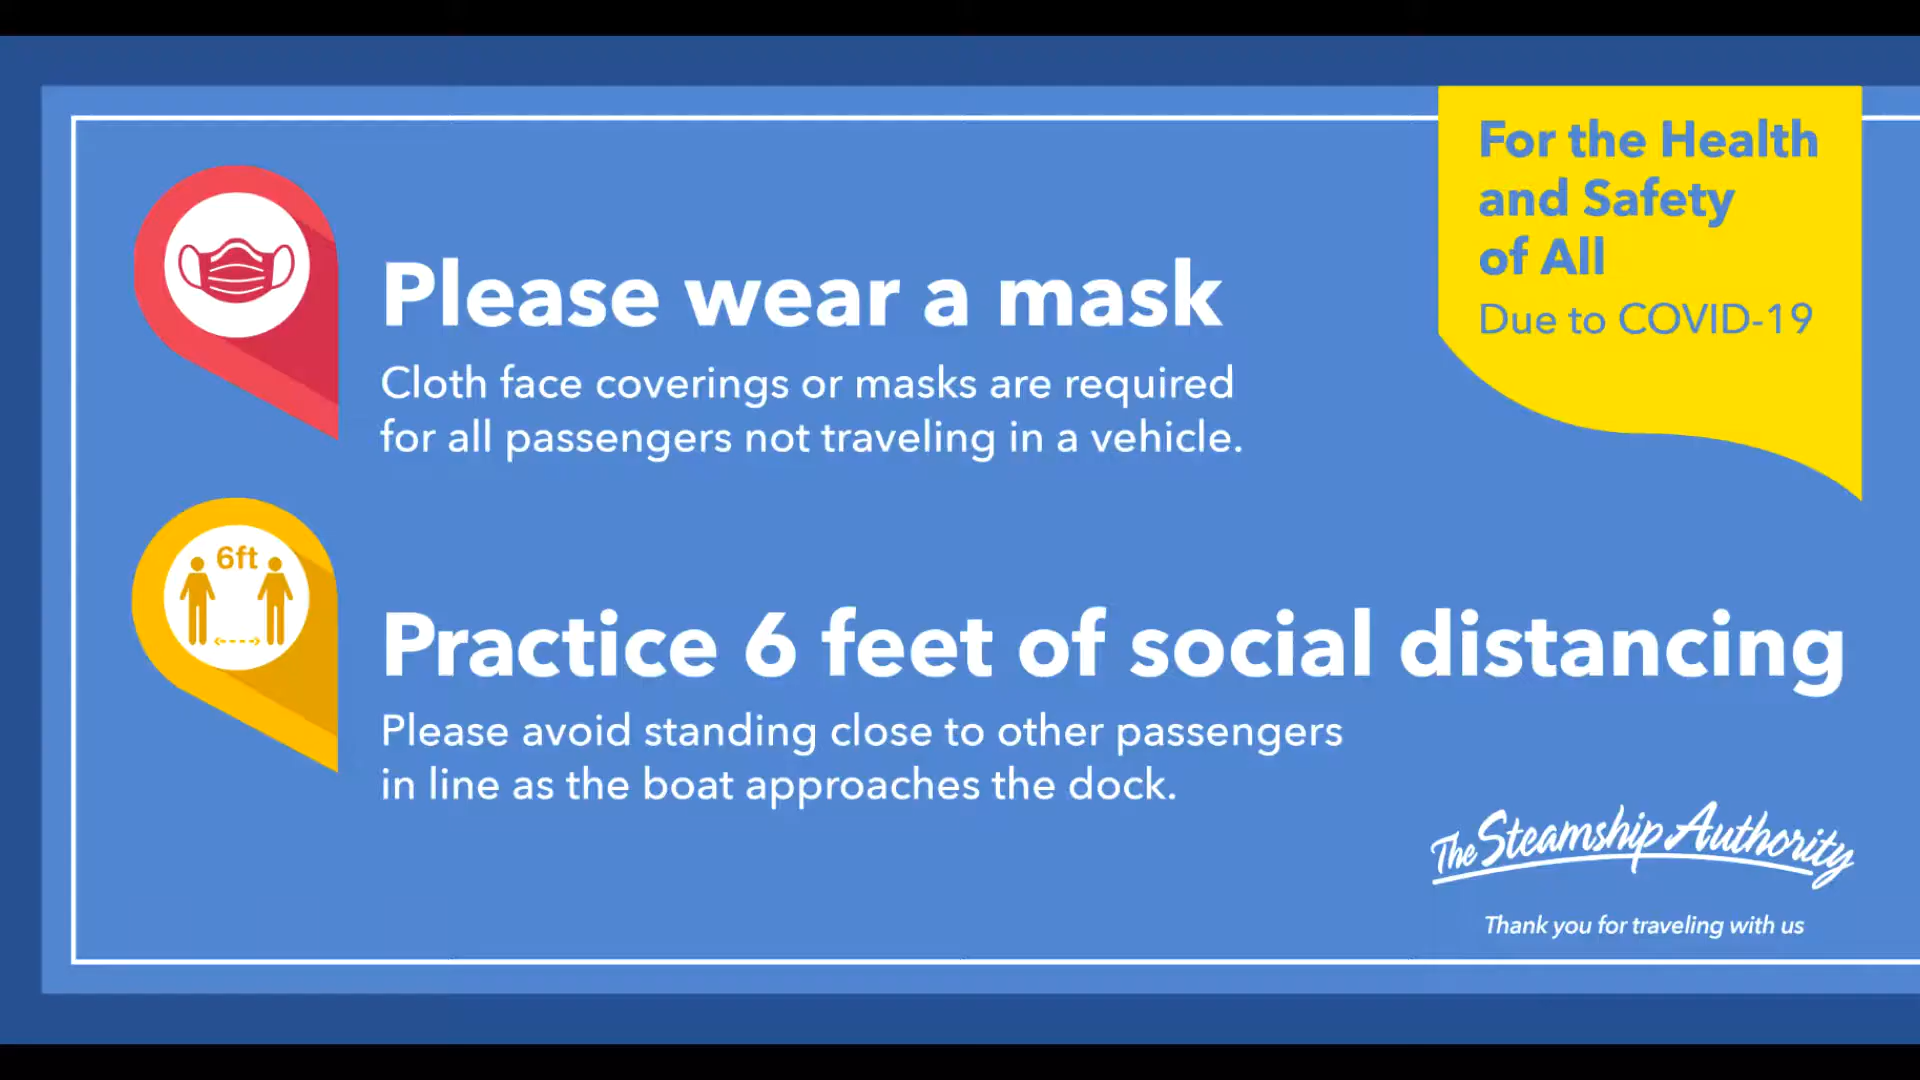 For the Health
and Safety
of All
Due to COVID-19
Please wear a mask
Cloth face coverings or masks are required
for all passengers not traveling in a vehicle.
6ft
Practice 6 feet of social distancing
Please avoid standing close to other passengers
in line as the boat approaches the dock.
The Steamship Authority
Thank you for traveling with us